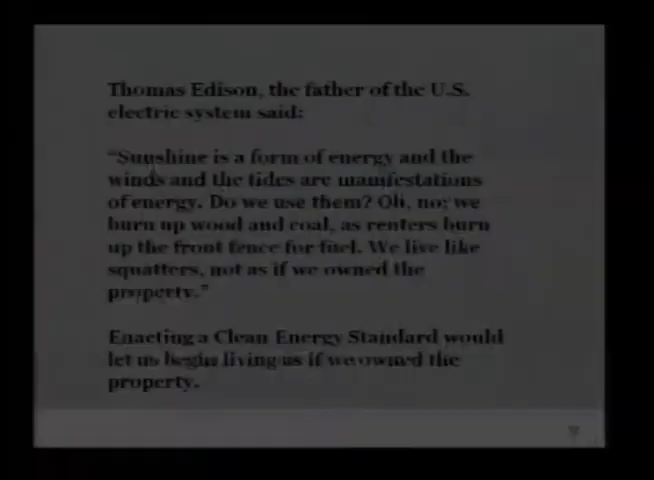 Thomas Edison, the father of the U.S.
electric system said:
"Sunshine is a form of energy and the
winds and the tides are manifestations
of energy. Do we use them? Oh, no; we
burn up wood and coal, as renters burn
up the front fence for fuel. We live like
squatters, not as if we owned the
property."
Enacting a Clean Energy Standard would
let us begin living as if we owned the
property.